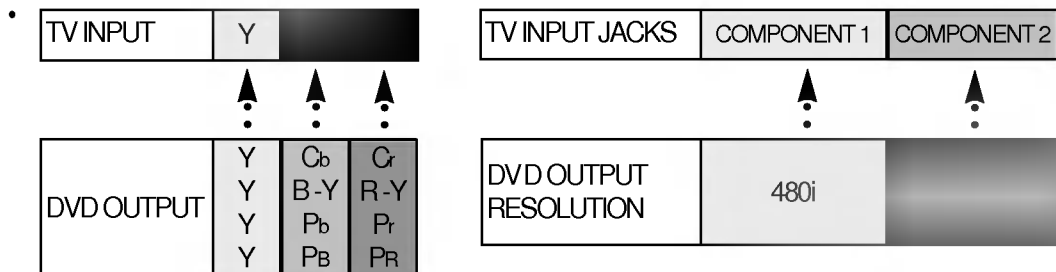 TV INPUT Y
DVD OUTPUT
Y Cb Cr
Y B-Y R-Y
Y Pb Pr
Y PB PR
TV INPUT JACKS COMPONENT 1 COMPONENT 2
DVD OUTPUT
RESOLUTION
480i